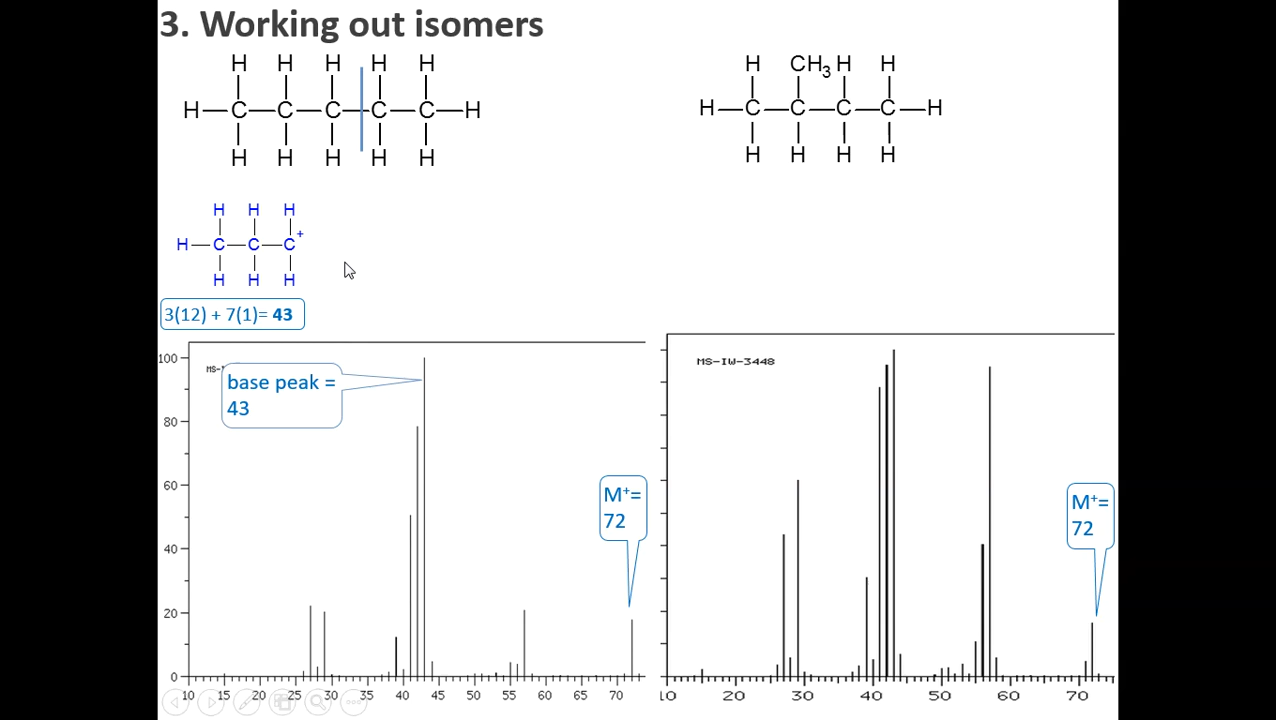 3. Working out isomers
H H H H H
H C C C C C H
H H H H H
H CH3 H H
H C C C C H
H H H H
H H H
H C C C+
H H H
3(12) + 7(1)= 43
100
80
60
40
20
0
base peak =
43
M+=
72
10 15 20 25 30 35 40 45 50 55 60 65 70
MS-IW-3448
M+=
72
10 20 30 40 50 60 70